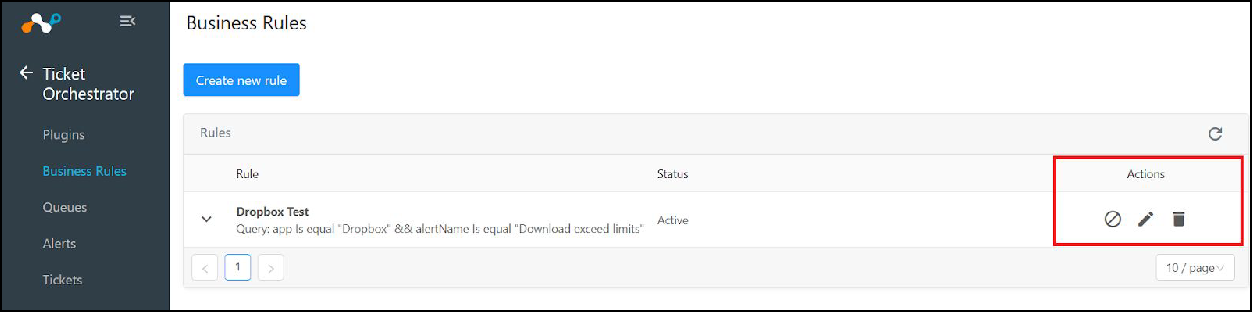 Business Rules
Ticket
Orchestrator
Create new rule
Plugins
Business Rules
Queues
Alerts
Tickets
Rules
Rule
Status
Actions
Dropbox Test
Query: app Is equal "Dropbox" && alertName Is equal "Download exceed limits"
Active
1
10 / page